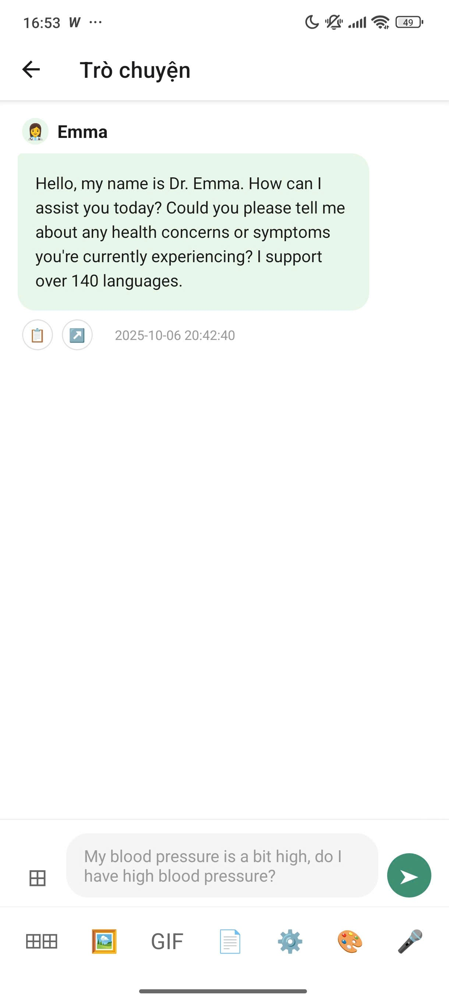 16:53 W ...
49
Trò chuyện
Emma
Hello, my name is Dr. Emma. How can I
assist you today? Could you please tell me
about any health concerns or symptoms
you're currently experiencing? I support
over 140 languages.
2025-10-06 20:42:40
My blood pressure is a bit high, do I
have high blood pressure?
GIF